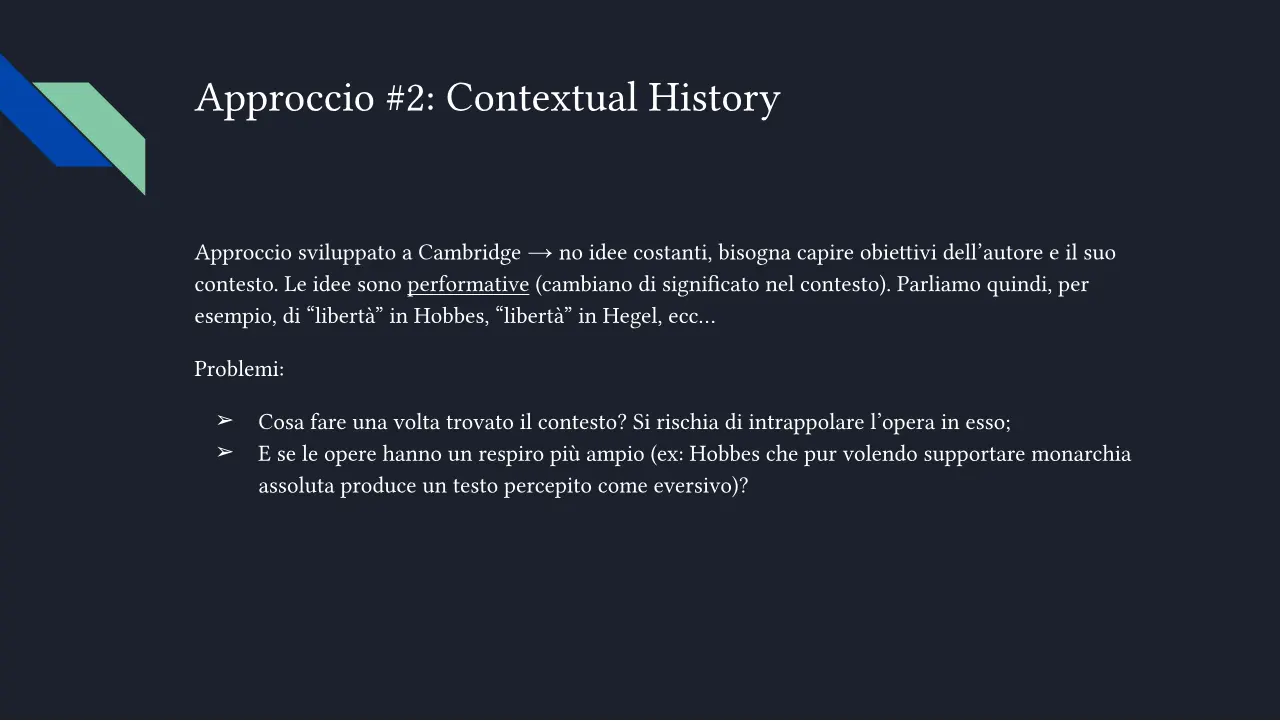 Approccio #2: Contextual History
Approccio sviluppato a Cambridge → no idee costanti, bisogna capire obiettivi dell’autore e il suo
contesto. Le idee sono performative (cambiano di significato nel contesto). Parliamo quindi, per
esempio, di “libertà” in Hobbes, “libertà” in Hegel, ecc…
Problemi:
➢ Cosa fare una volta trovato il contesto? Si rischia di intrappolare l’opera in esso;
➢ E se le opere hanno un respiro più ampio (ex: Hobbes che pur volendo supportare monarchia
assoluta produce un testo percepito come eversivo)?